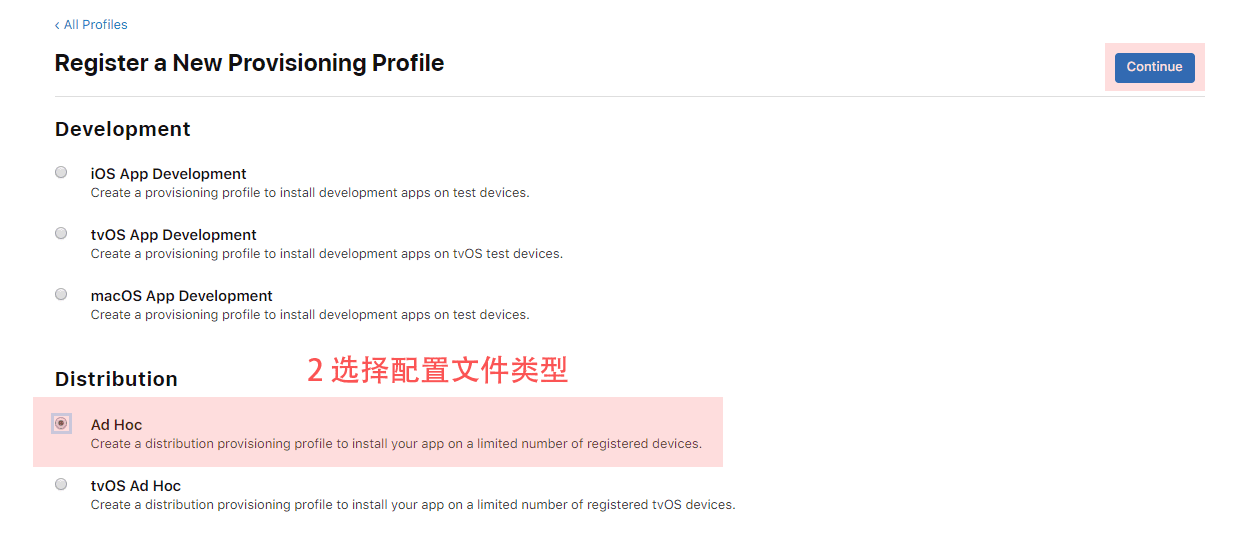 ‹ All Profiles
Register a New Provisioning Profile
Continue
Development
iOS App Development
Create a provisioning profile to install development apps on test devices.
tvOS App Development
Create a provisioning profile to install development apps on tvOS test devices.
macOS App Development
Create a provisioning profile to install development apps on test devices.
2 选择配置文件类型
Distribution
Ad Hoc
Create a distribution provisioning profile to install your app on a limited number of registered devices.
tvOS Ad Hoc
Create a distribution provisioning profile to install your app on a limited number of registered tvOS devices.